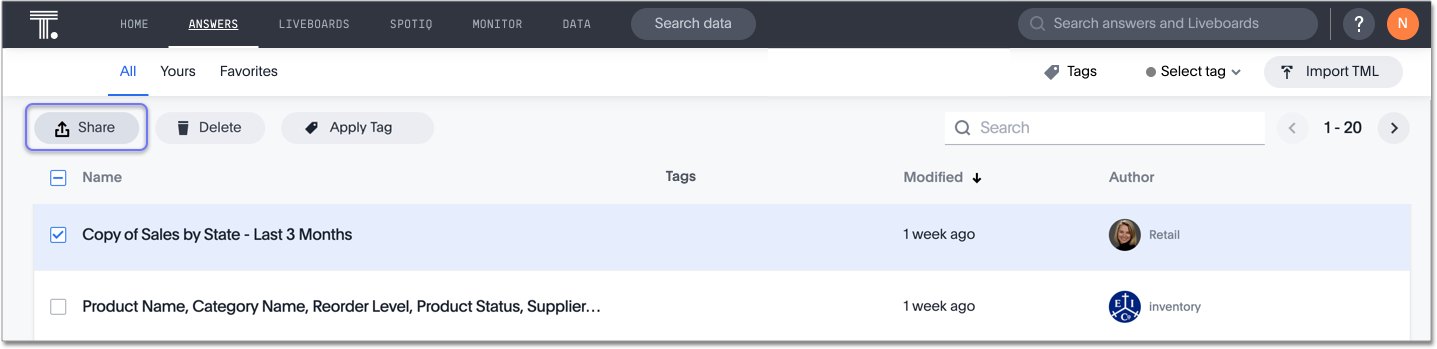 T. HOME ANSWERS LIVEBOARDS SPOTIQ MONITOR DATA Search data Search answers and Liveboards ? N
All Yours Favorites Tags Select tag Import TML
Share Delete Apply Tag Search 1 - 20
Name Tags Modified Author
Copy of Sales by State - Last 3 Months 1 week ago Retail
Product Name, Category Name, Reorder Level, Product Status, Supplier... 1 week ago E I Co inventory